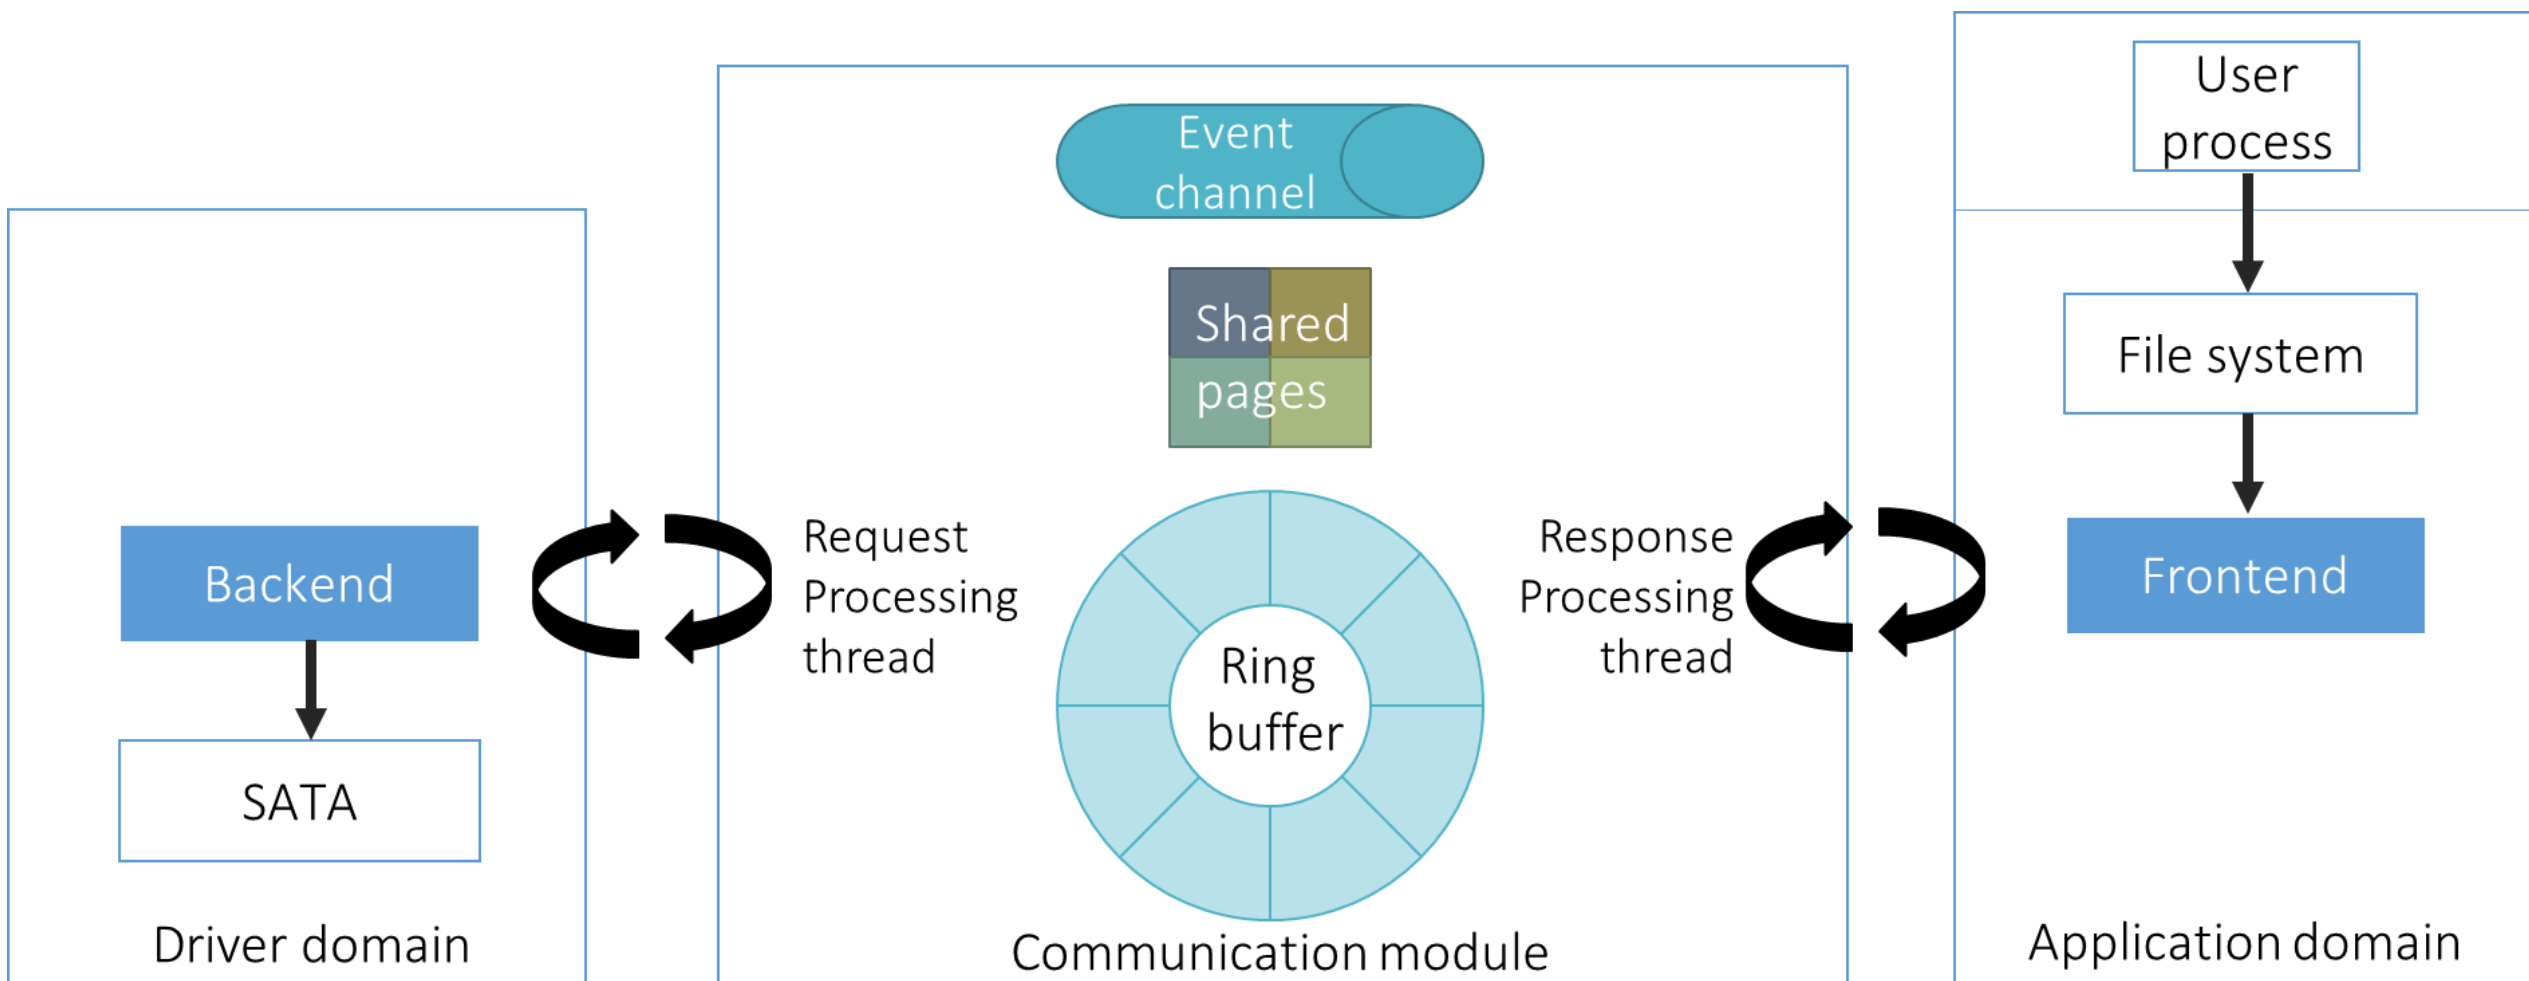 Backend
SATA
Driver domain
Event
channel
Shared
pages
Request
Processing
thread
Ring
buffer
Response
Processing
thread
Communication module
User
process
File system
Frontend
Application domain